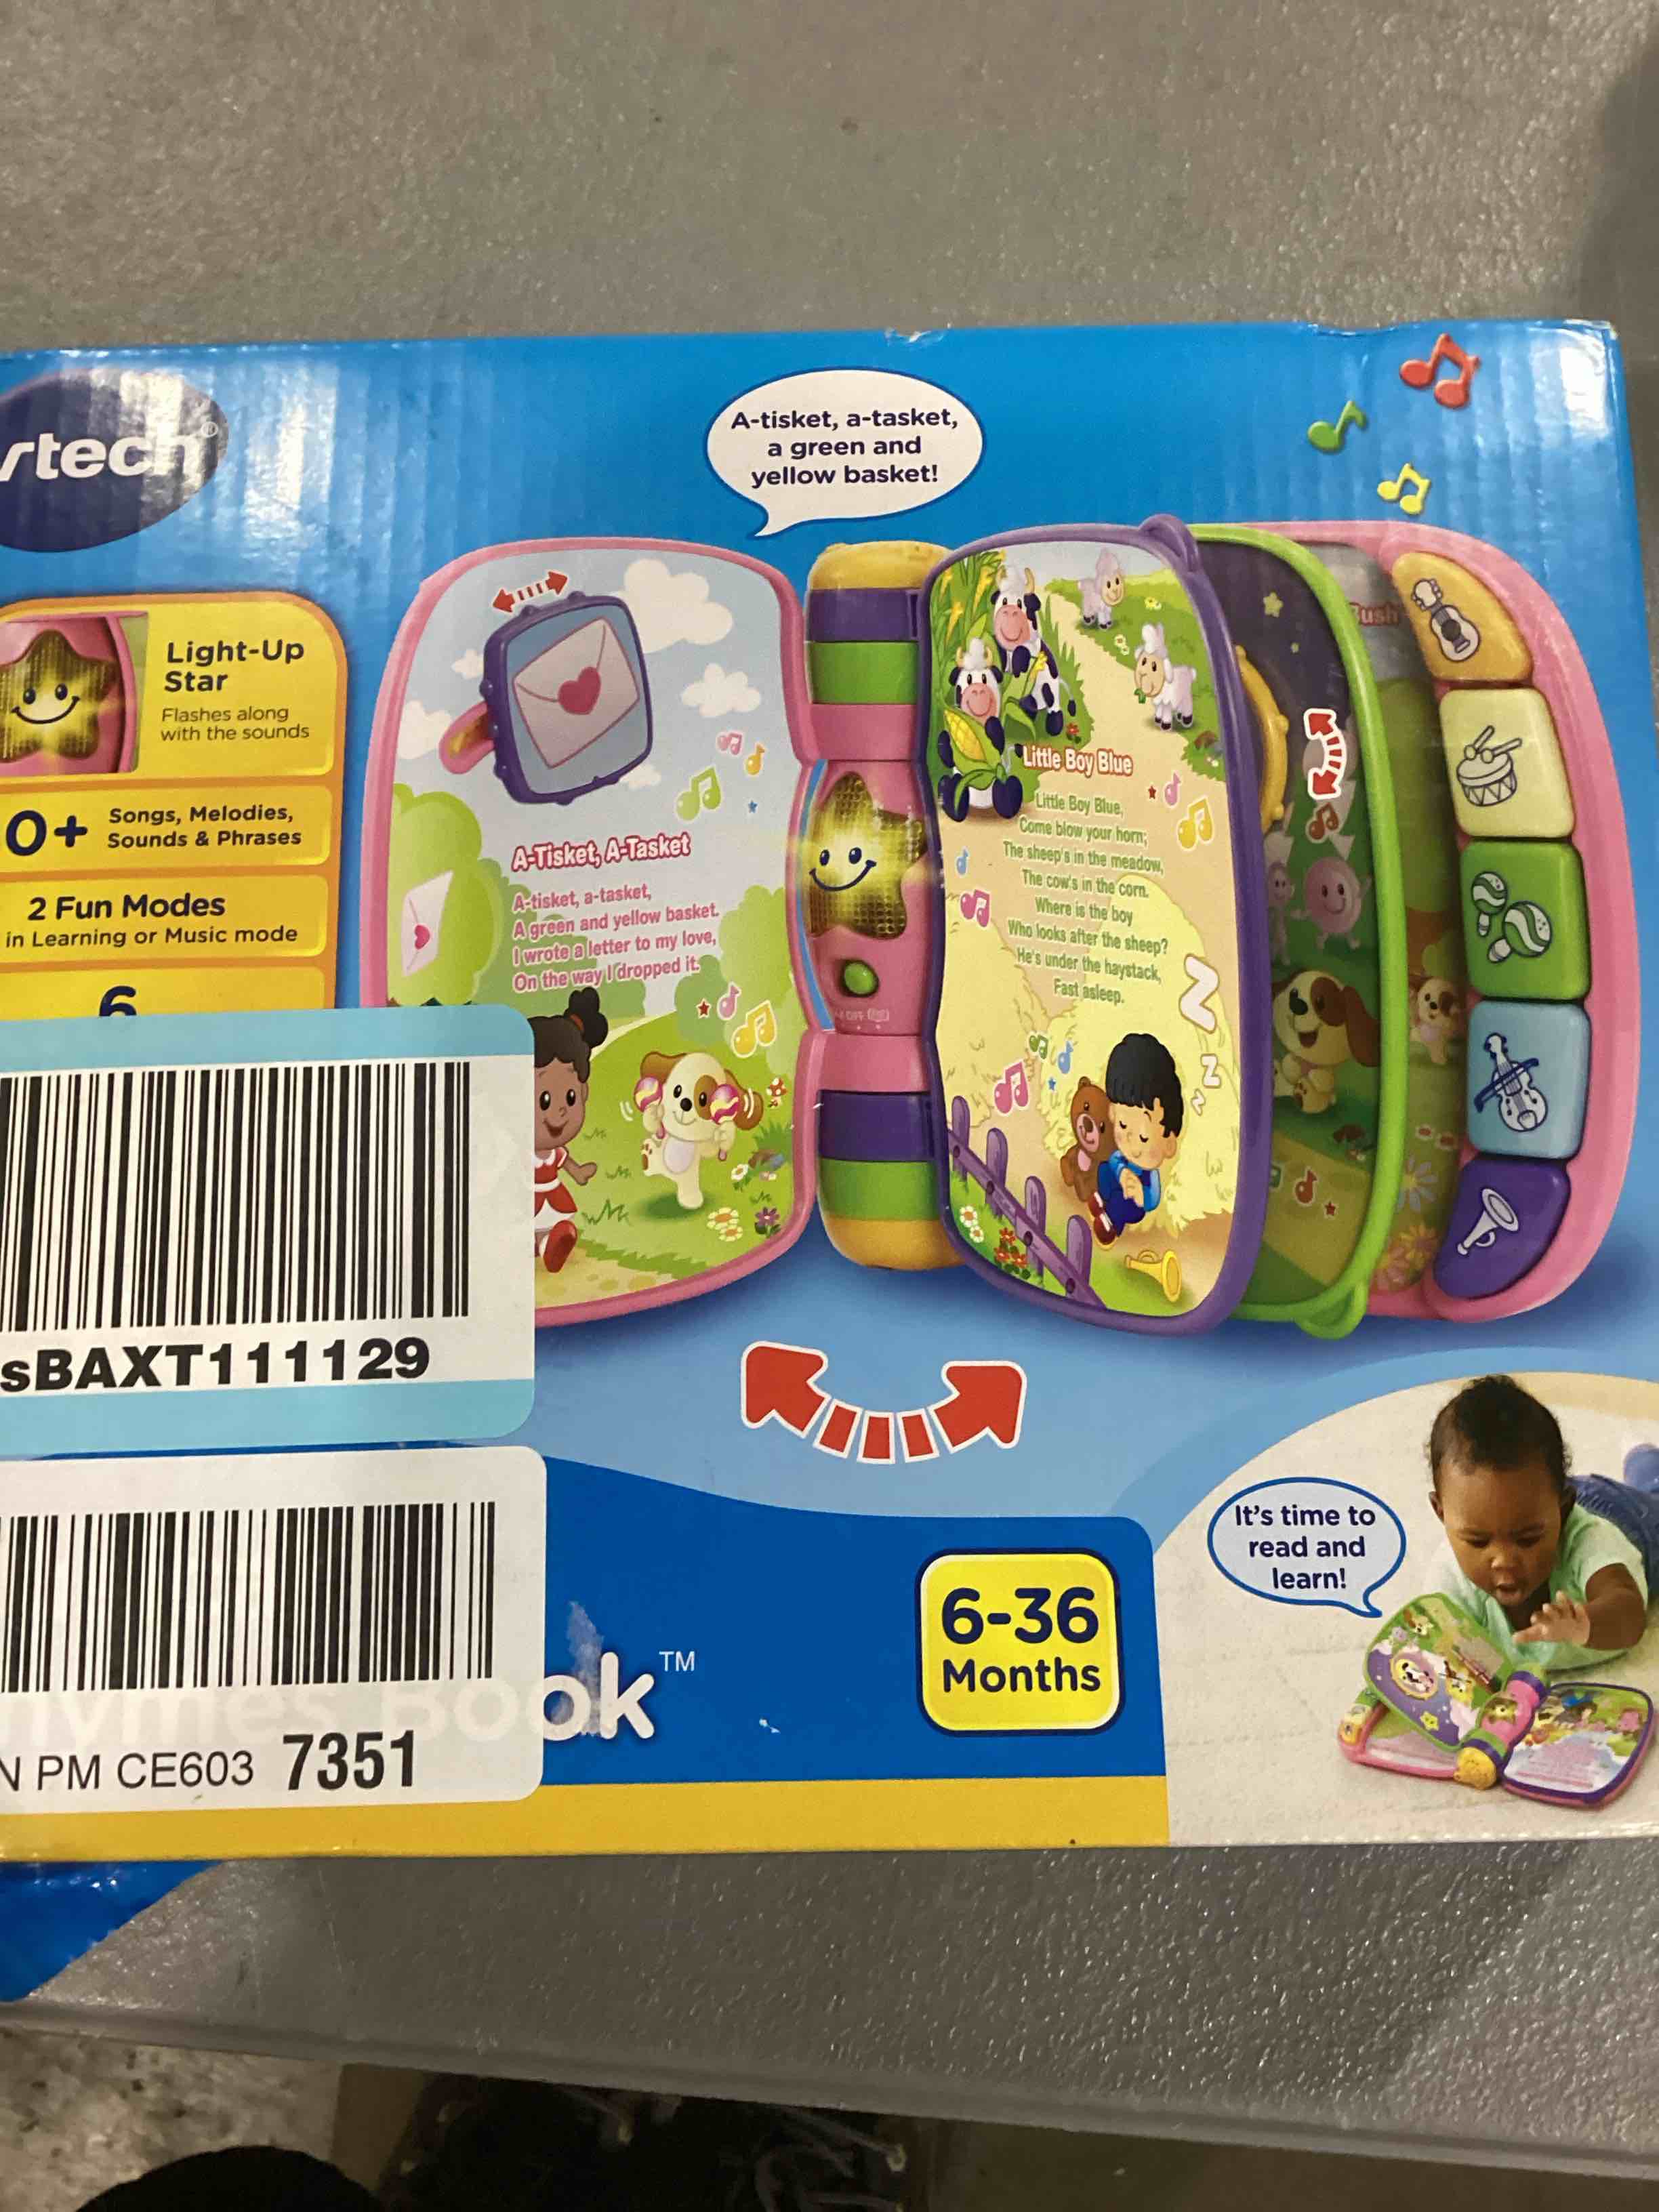 vtech®
A-tisket, a-tasket,
a green and
yellow basket!
Light-Up
Star
Flashes along
with the sounds
0+ Songs, Melodies,
Sounds & Phrases
2 Fun Modes
in Learning or Music mode
6
A-Tisket, A-Tasket
A-tisket, a-tasket,
A green and yellow basket.
I wrote a letter to my love,
On the way I dropped it.
Little Boy Blue
Little Boy Blue,
Come blow your horn;
The sheep's in the meadow,
The cow's in the corn.
Where is the boy
Who looks after the sheep?
He's under the haystack,
Fast asleep.
Z
Z
Z
OFF
sBAXT111129
hymes Book™
N PM CE603 7351
6-36
Months
It's time to
read and
learn!